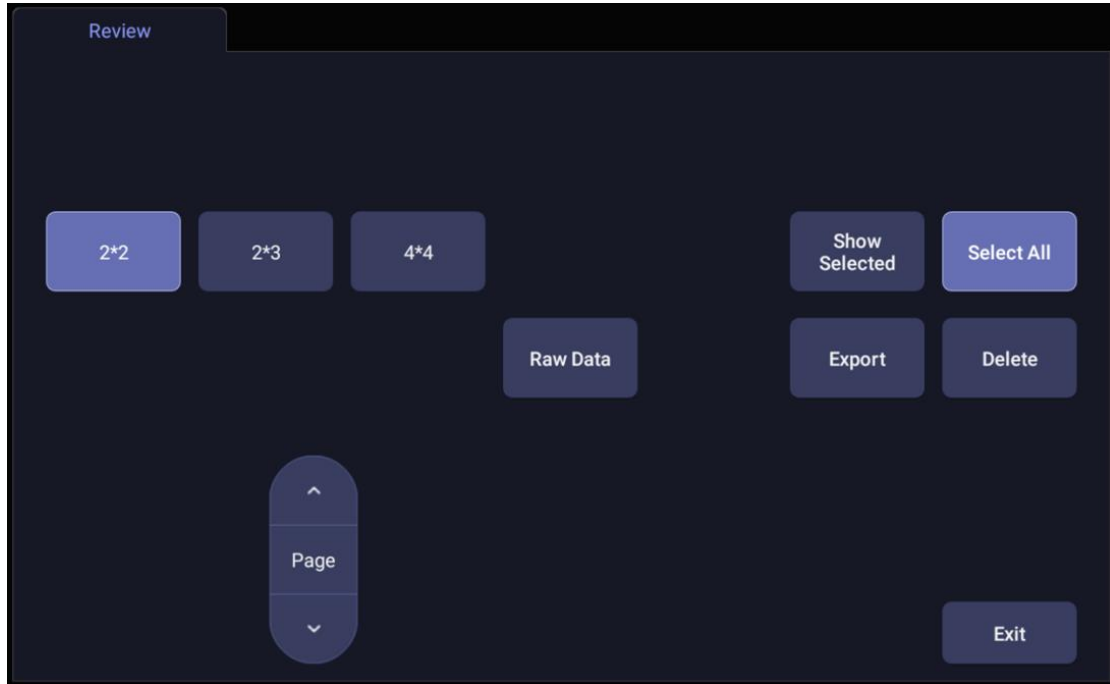 Review
2*2
2*3
4*4
Show
Selected
Select All
Raw Data
Export
Delete
Page
Exit